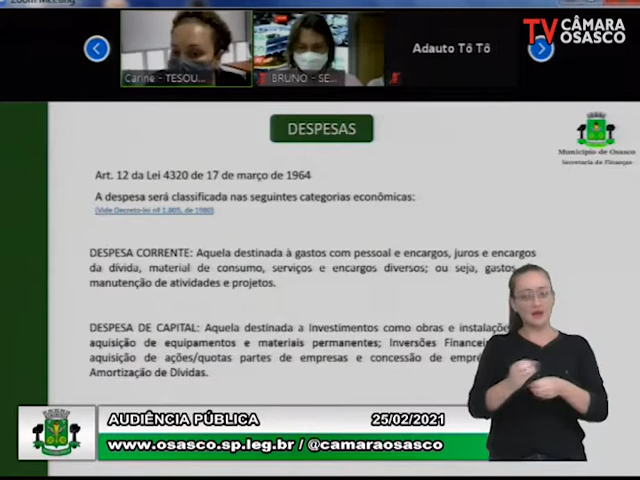 Zoom Meeting
TV CÂMARA
OSASCO
Carine - TESOU...
BRUNO - SE...
Adauto Tô Tô
DESPESAS
Município de Osasco
Secretaria de Finanças
Art. 12 da Lei 4320 de 17 de março de 1964
A despesa será classificada nas seguintes categorias econômicas:
(Vide Decreto-lei nº 1.805, de 1980)
DESPESA CORRENTE: Aquela destinada à gastos com pessoal e encargos, juros e encargos
da dívida, material de consumo, serviços e encargos diversos; ou seja, gastos
manutenção de atividades e projetos.
DESPESA DE CAPITAL: Aquela destinada a Investimentos como obras e
aquisição de equipamentos e materiais permanentes; Inversões
aquisição de ações/quotas partes de empresas e concessão de
Amortização de Dívidas.
AUDIÊNCIA PÚBLICA 25/02/2021
www.osasco.sp.leg.br / @camaraosasco